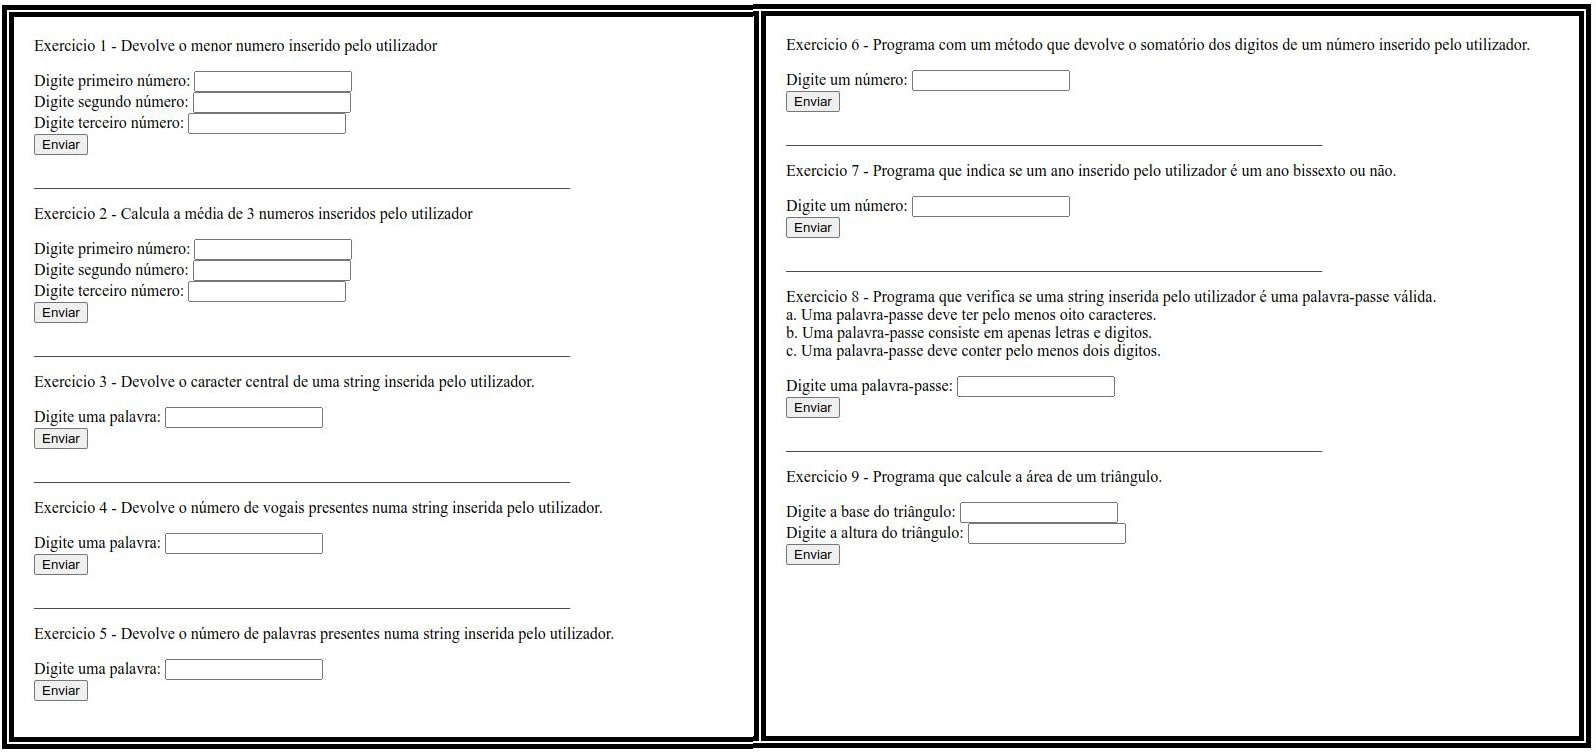 Exercicio 1 - Devolve o menor numero inserido pelo utilizador
Digite primeiro número:
Digite segundo número:
Digite terceiro número:
Enviar
Exercicio 2 - Calcula a média de 3 numeros inseridos pelo utilizador
Digite primeiro número:
Digite segundo número:
Digite terceiro número:
Enviar
Exercicio 3 - Devolve o caracter central de uma string inserida pelo utilizador.
Digite uma palavra:
Enviar
Exercicio 4 - Devolve o número de vogais presentes numa string inserida pelo utilizador.
Digite uma palavra:
Enviar
Exercicio 5 - Devolve o número de palavras presentes numa string inserida pelo utilizador.
Digite uma palavra:
Enviar
Exercicio 6 - Programa com um método que devolve o somatório dos digitos de um número inserido pelo utilizador.
Digite um número:
Enviar
Exercicio 7 - Programa que indica se um ano inserido pelo utilizador é um ano bissexto ou não.
Digite um número:
Enviar
Exercicio 8 - Programa que verifica se uma string inserida pelo utilizador é uma palavra-passe válida.
a. Uma palavra-passe deve ter pelo menos oito caracteres.
b. Uma palavra-passe consiste em apenas letras e digitos.
c. Uma palavra-passe deve conter pelo menos dois digitos.
Digite uma palavra-passe:
Enviar
Exercicio 9 - Programa que calcule a área de um triângulo.
Digite a base do triângulo:
Digite a altura do triângulo:
Enviar